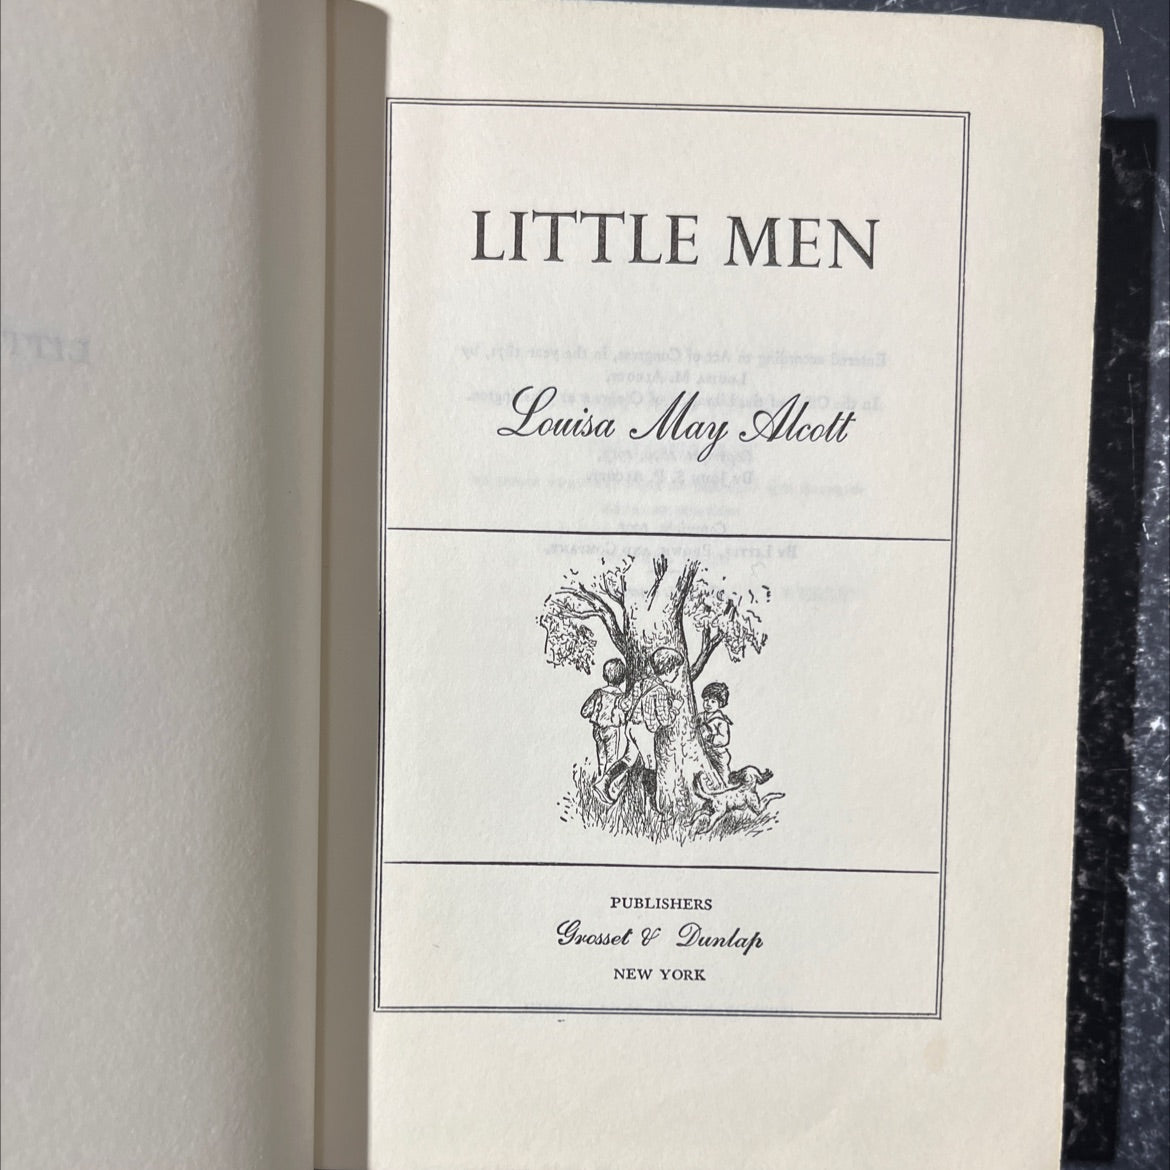 LITTLE MEN
Louisa May Alcott
PUBLISHERS
Grosset & Dunlap
NEW YORK